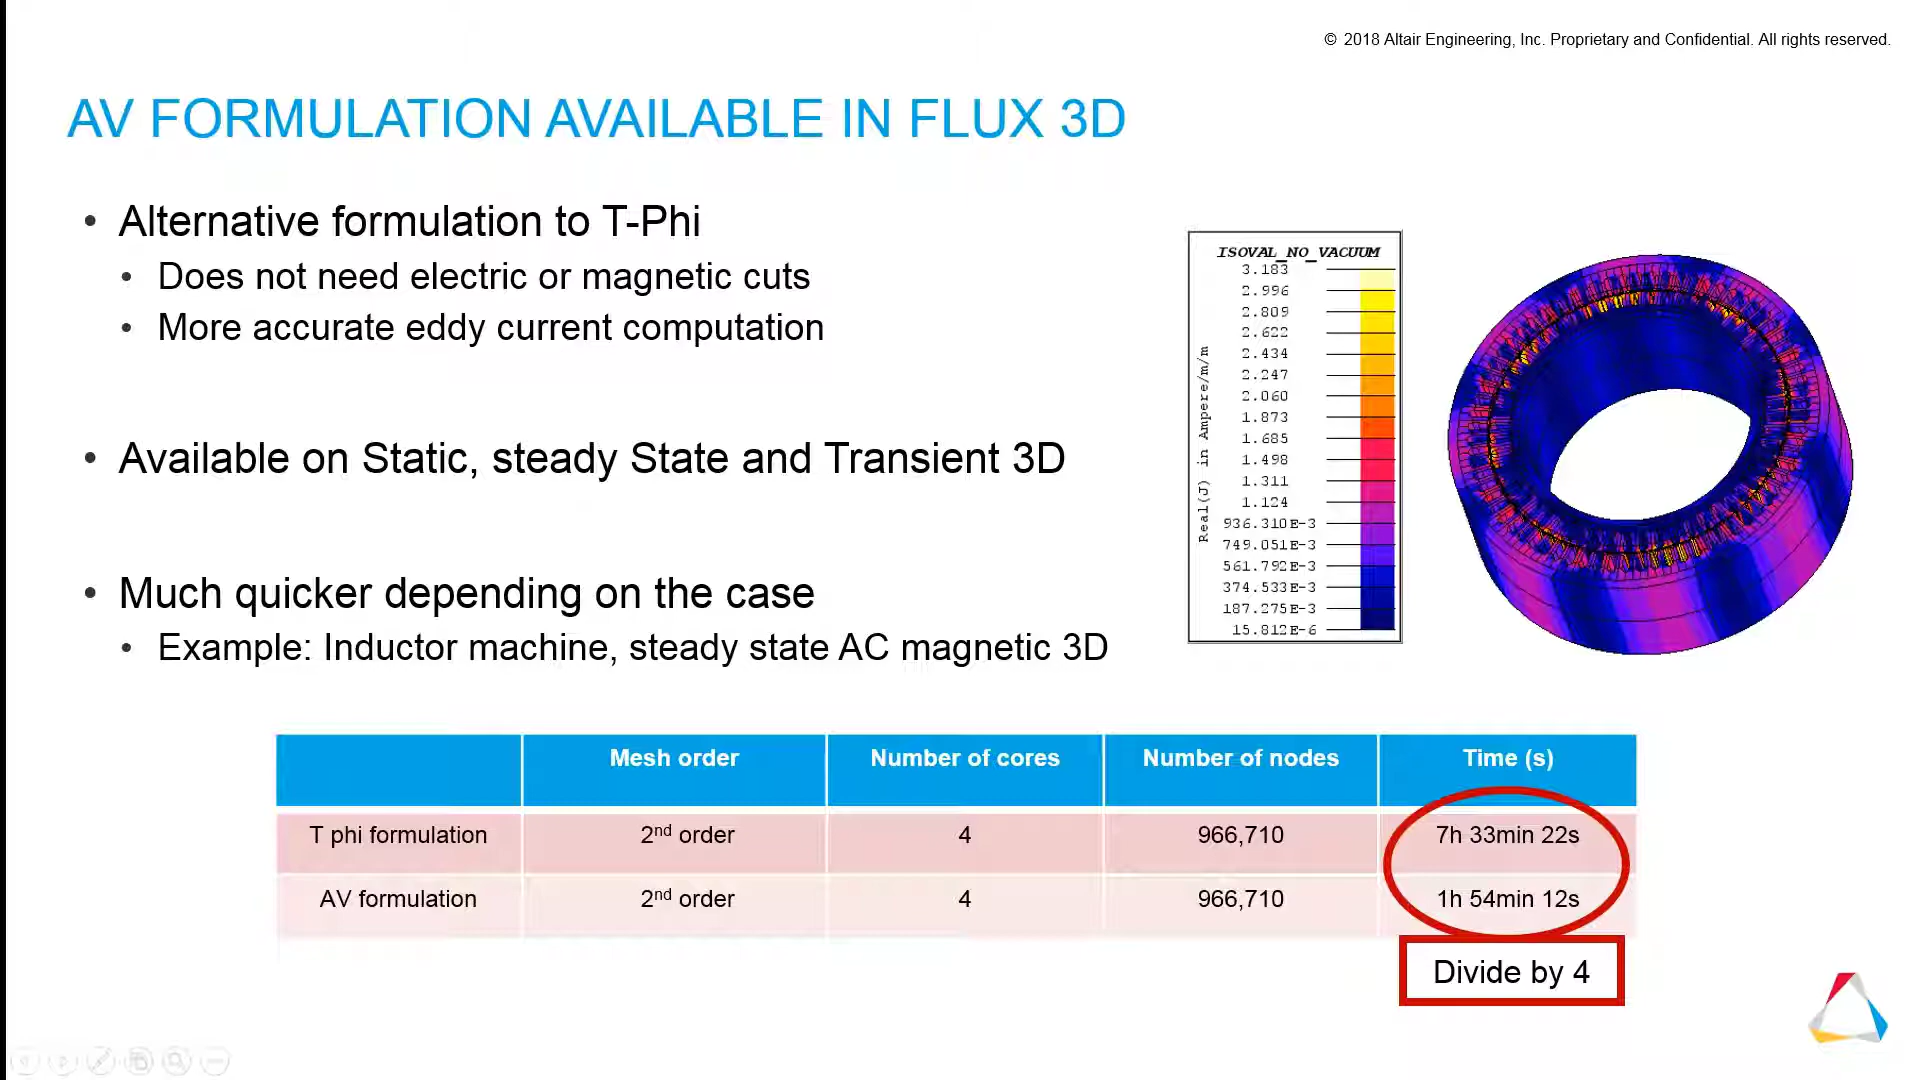 © 2018 Altair Engineering, Inc. Proprietary and Confidential. All rights reserved.
AV FORMULATION AVAILABLE IN FLUX 3D
• Alternative formulation to T-Phi
• Does not need electric or magnetic cuts
• More accurate eddy current computation
• Available on Static, steady State and Transient 3D
• Much quicker depending on the case
• Example: Inductor machine, steady state AC magnetic 3D
ISOVAL_NO_VACUUM
3.183
2.996
2.809
2.622
2.434
2.247
2.060
1.873
1.685
1.498
1.311
1.124
936.310E-3
749.051E-3
561.792E-3
374.533E-3
187.275E-3
15.812E-6
Real(J) in Ampere/m/m
Mesh order Number of cores Number of nodes Time (s)
T phi formulation 2nd order 4 966,710 7h 33min 22s
AV formulation 2nd order 4 966,710 1h 54min 12s
Divide by 4